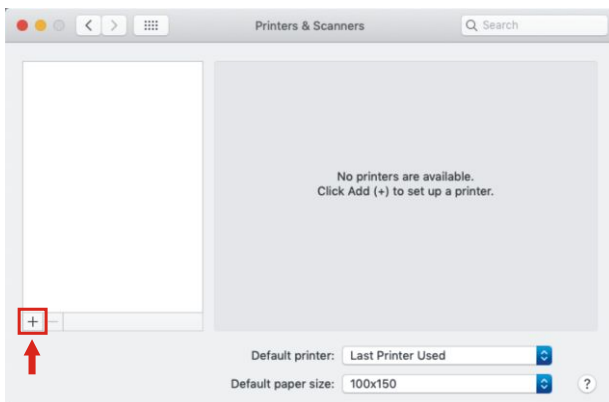 Printers & Scanners
Search
No printers are available.
Click Add (+) to set up a printer.
+ −
Default printer: Last Printer Used
Default paper size: 100x150
?